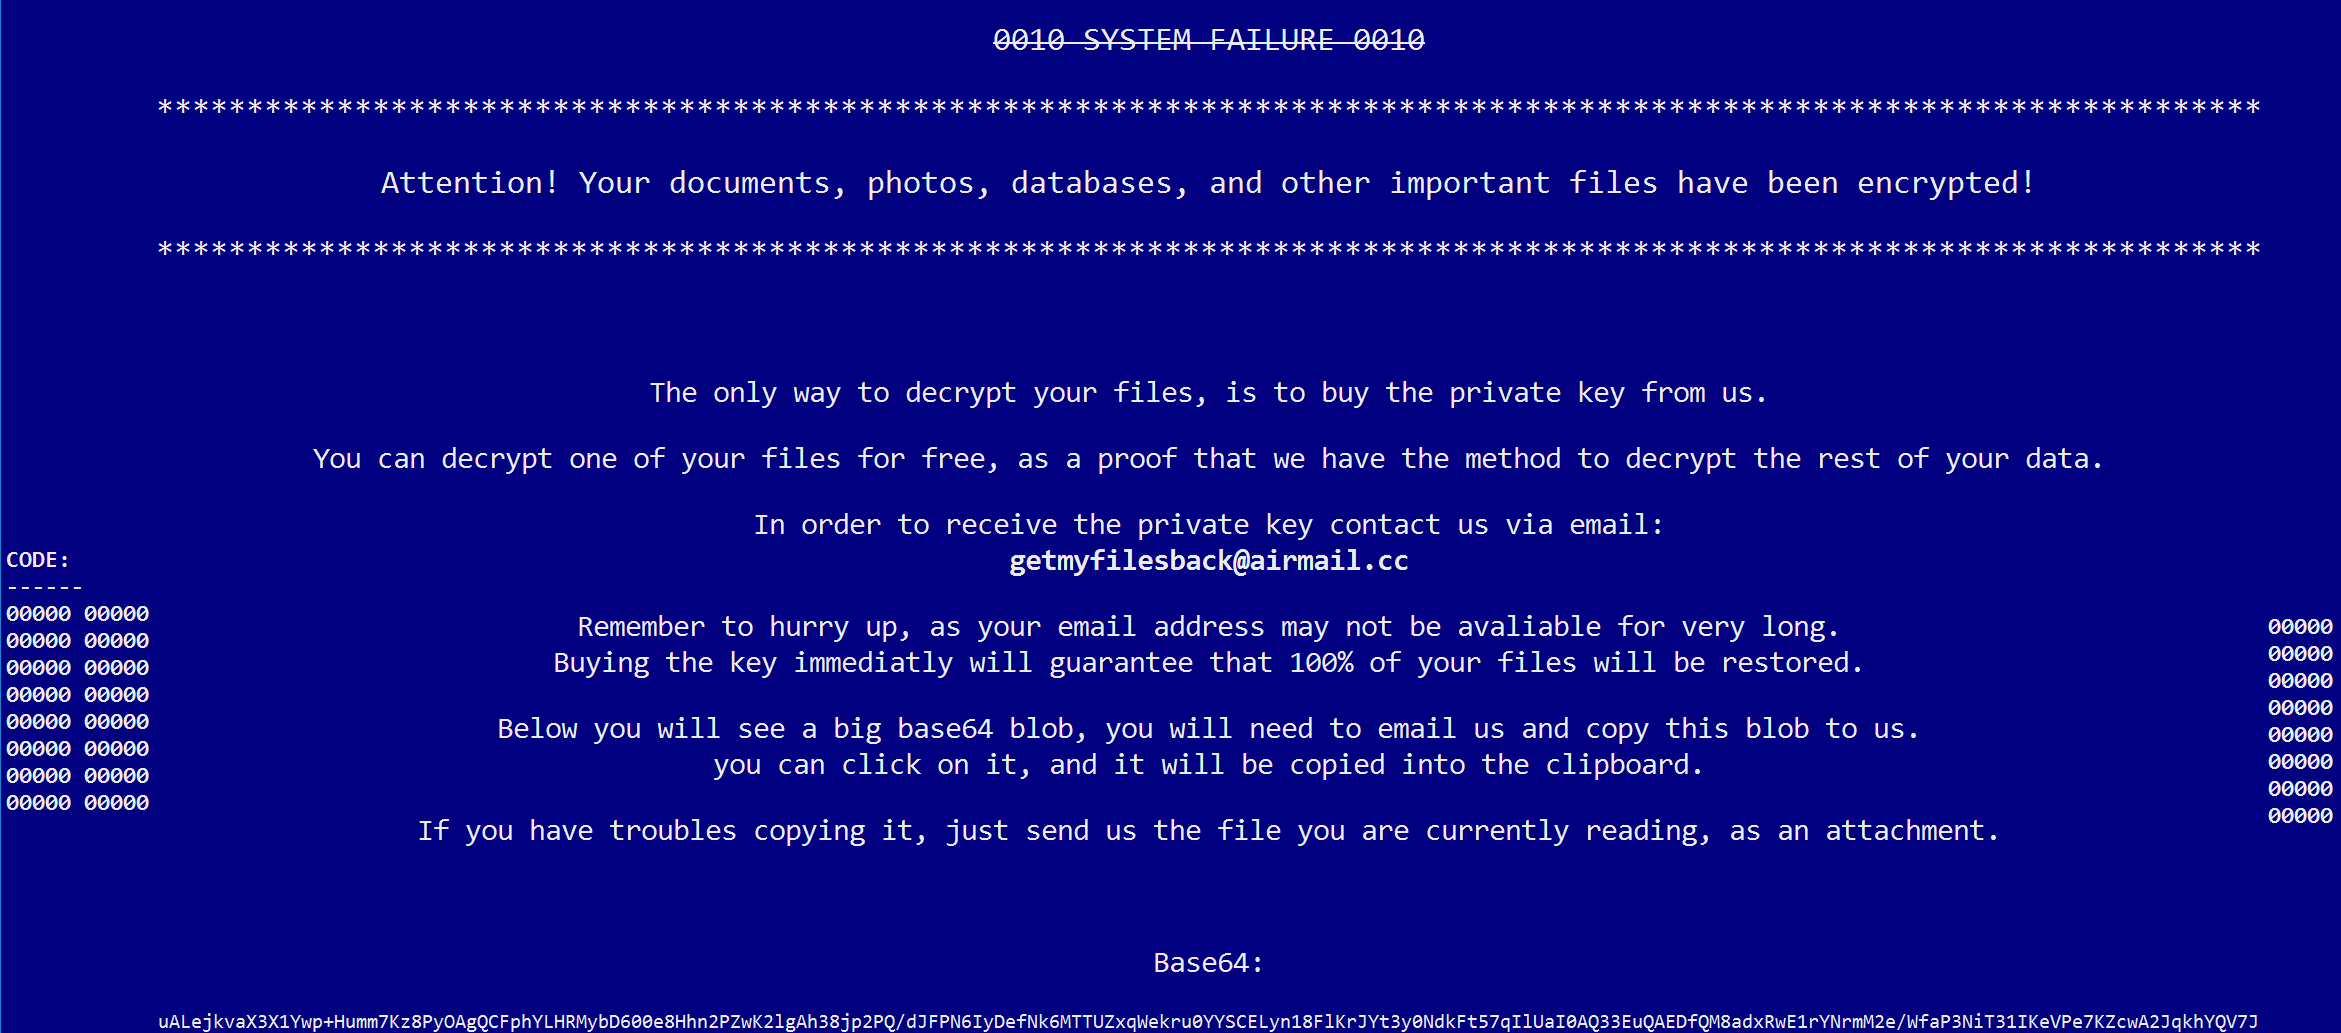 0010 SYSTEM FAILURE 0010
*********************************************************************************************************************
Attention! Your documents, photos, databases, and other important files have been encrypted!
*********************************************************************************************************************
The only way to decrypt your files, is to buy the private key from us.
You can decrypt one of your files for free, as a proof that we have the method to decrypt the rest of your data.
In order to receive the private key contact us via email:
getmyfilesback@airmail.cc
Remember to hurry up, as your email address may not be avaliable for very long.
Buying the key immediatly will guarantee that 100% of your files will be restored.
Below you will see a big base64 blob, you will need to email us and copy this blob to us.
you can click on it, and it will be copied into the clipboard.
If you have troubles copying it, just send us the file you are currently reading, as an attachment.
CODE:
------
00000 00000
00000 00000
00000 00000
00000 00000
00000 00000
00000 00000
00000 00000
00000 00000
00000
00000
00000
00000
00000
00000
00000
00000
Base64:
uALejkvaX3X1Ywp+Humm7Kz8PyOAgQCFphYLHRMybD600e8Hhn2PZwK2lgAh38jp2PQ/dJFPN6IyDefNk6MTTUZxqWekru0YYSCELyn18FlKrJYt3y0NdkFt57qIlUaI0AQ33EuQAEDfQM8adxRwE1rYNrmM2e/WfaP3NiT31IKeVPe7KZcwA2JqkhYQV7J